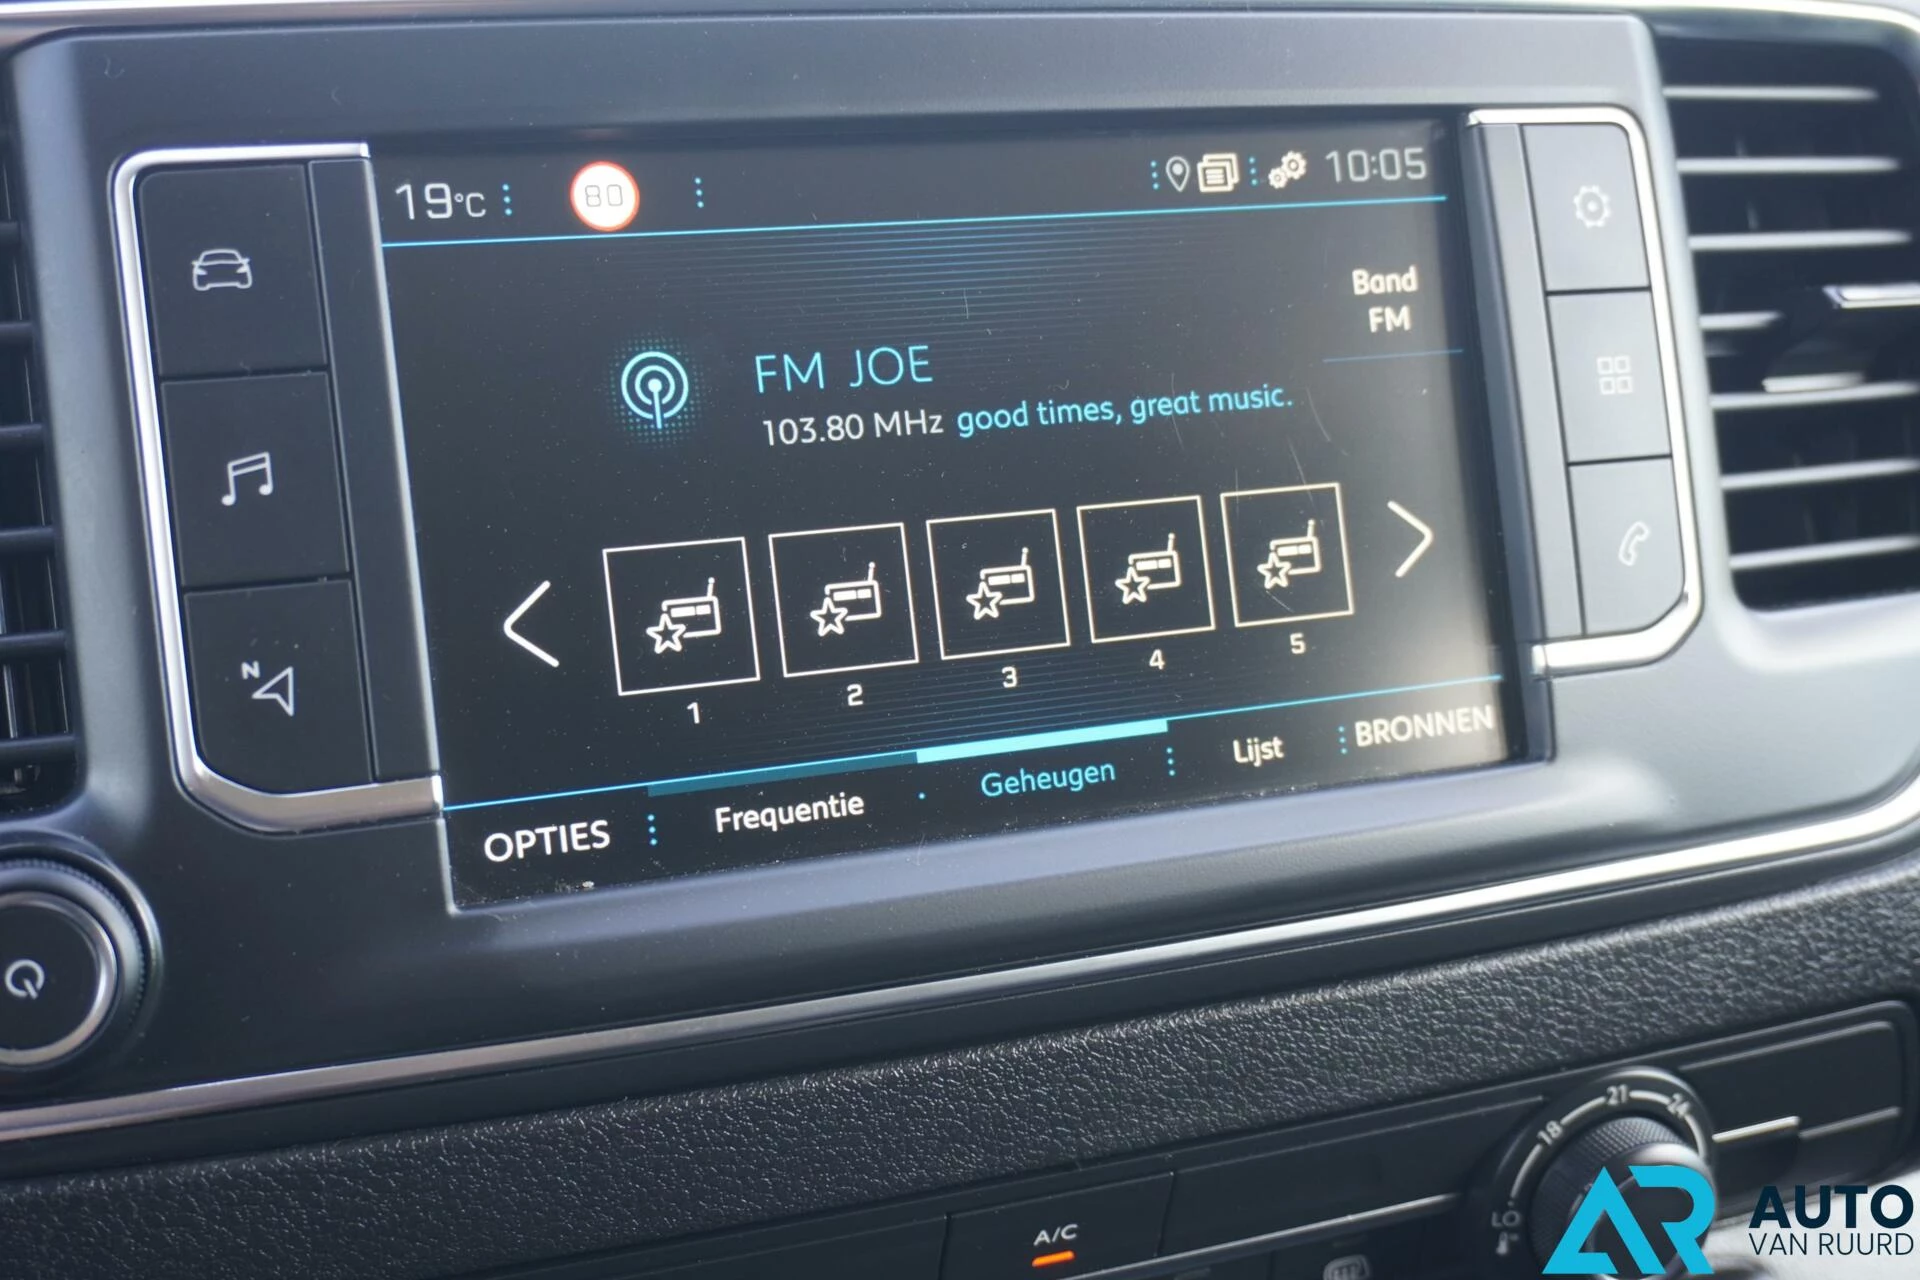 19°C 80 10:05
Band
FM
FM JOE
103.80 MHz good times, great music.
1 2 3 4 5
OPTIES Frequentie Geheugen Lijst BRONNEN
N
18 21 24
LO
A/C
AR AUTO
VAN RUURD